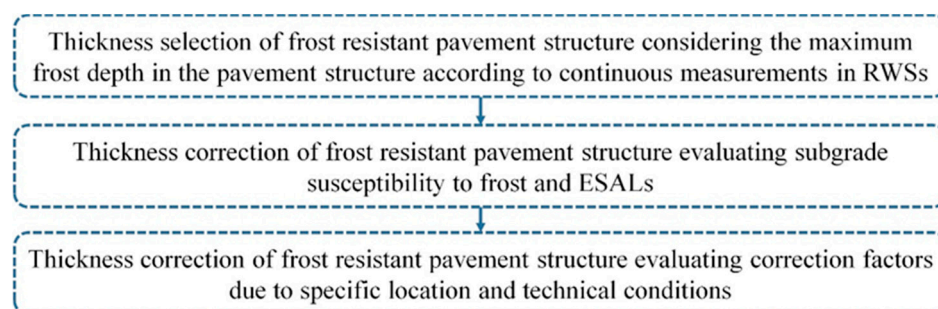 Thickness selection of frost resistant pavement structure considering the maximum
frost depth in the pavement structure according to continuous measurements in RWSs
Thickness correction of frost resistant pavement structure evaluating subgrade
susceptibility to frost and ESALs
Thickness correction of frost resistant pavement structure evaluating correction factors
due to specific location and technical conditions